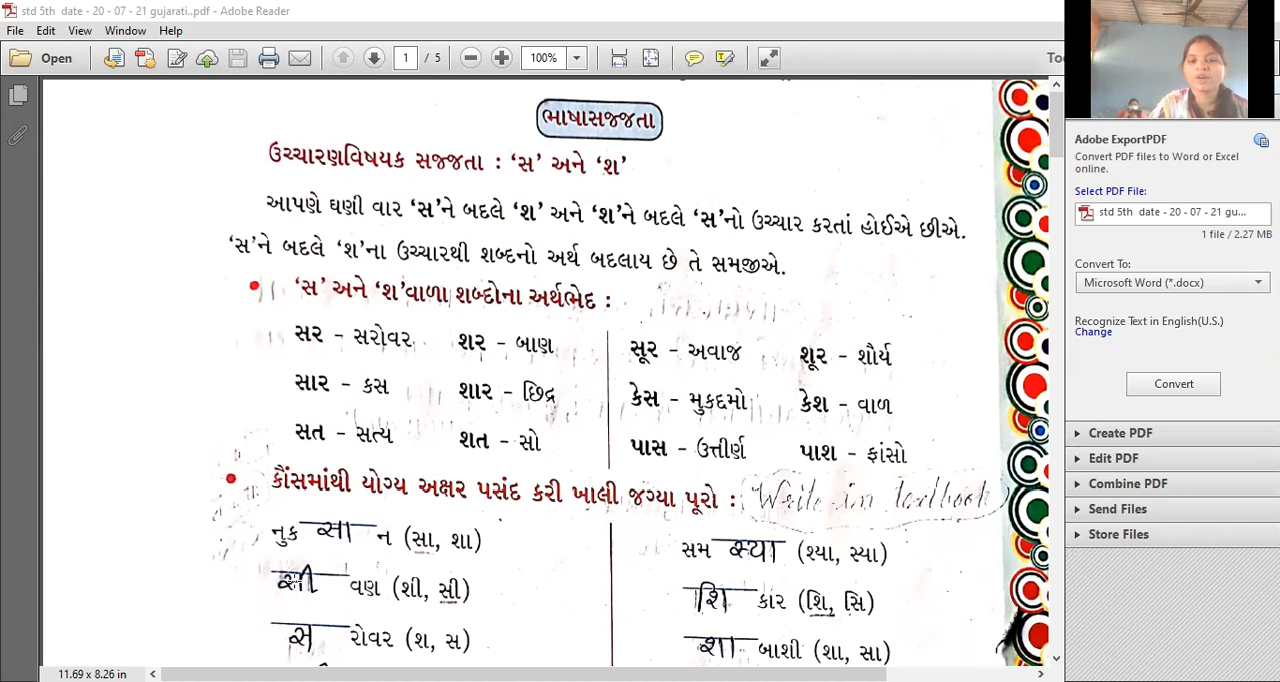 std 5th date - 20 - 07 - 21 gujarati..pdf - Adobe Reader
File Edit View Window Help
Open 1 / 5 100%
ભાષાસજ્જતા
ઉચ્ચારણવિષયક સજ્જતા : ‘સ’ અને ‘શ’
આપણે ઘણી વાર ‘સ’ને બદલે ‘શ’ અને ‘શ’ને બદલે ‘સ’નો ઉચ્ચાર કરતાં હોઈએ છીએ.
‘સ’ને બદલે ‘શ’ના ઉચ્ચારથી શબ્દનો અર્થ બદલાય છે તે સમજીએ.
• ‘સ’ અને ‘શ’વાળા શબ્દોના અર્થભેદ :
સર – સરોવર શર – બાણ સૂર – અવાજ શૂર – શૌર્ય
સાર – કસ શાર – છિદ્ર કેસ – મુકદ્દમો કેશ – વાળ
સત – સત્ય શત – સો પાસ – ઉત્તીર્ણ પાશ – ફાંસો
• કૌંસમાંથી યોગ્ય અક્ષર પસંદ કરી ખાલી જગ્યા પૂરો : (Write in textbook)
નુક સા ન (સા, શા) સમ સ્યા (શ્યા, સ્યા)
સી વણ (શી, સી) શિ કાર (શિ, સિ)
સ રોવર (શ, સ) શા બાશી (શા, સા)
11.69 x 8.26 in
Adobe ExportPDF
Convert PDF files to Word or Excel
online.
Select PDF File:
std 5th date - 20 - 07 - 21 gu...
1 file / 2.27 MB
Convert To:
Microsoft Word (*.docx)
Recognize Text in English(U.S.)
Change
Convert
Create PDF
Edit PDF
Combine PDF
Send Files
Store Files